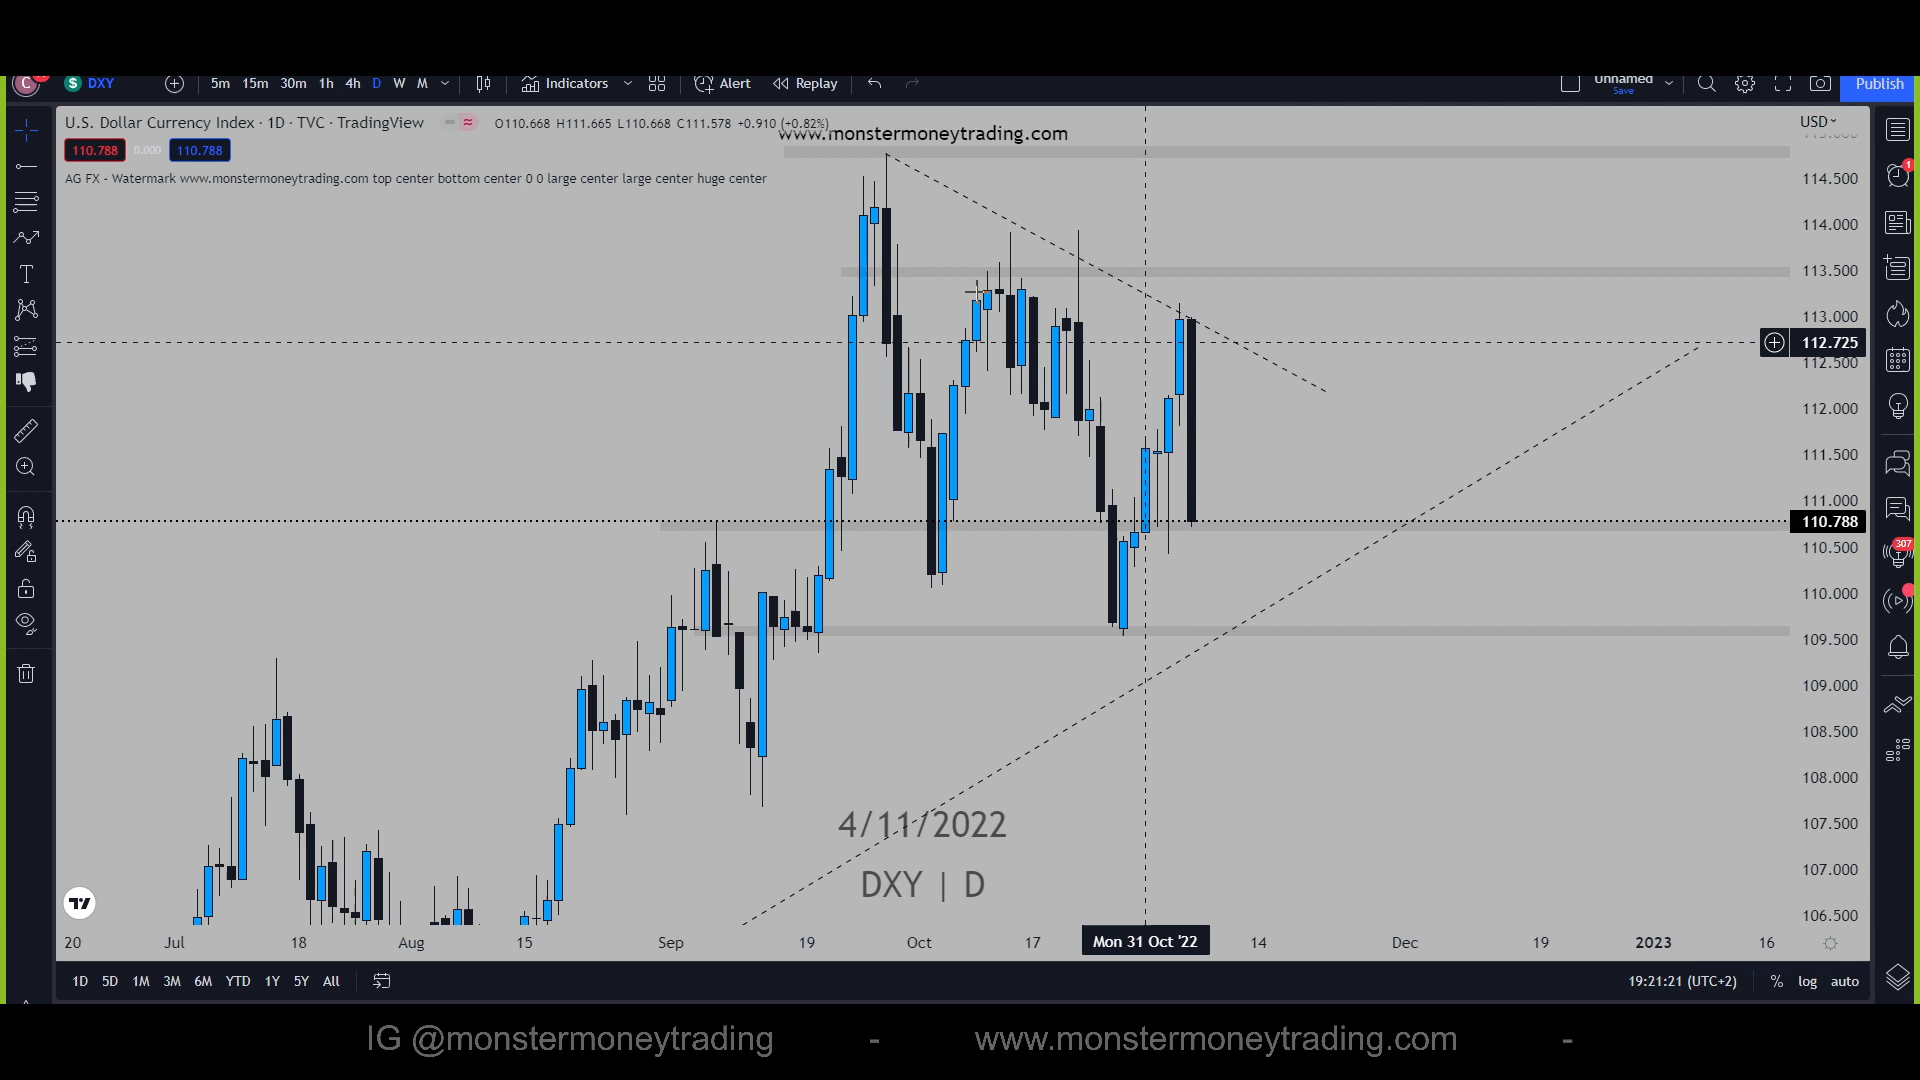 C DXY 5m 15m 30m 1h 4h D W M Indicators Alert Replay Unnamed Save Publish
U.S. Dollar Currency Index · 1D · TVC · TradingView O110.668 H111.665 L110.668 C111.578 +0.910 (+0.82%)
www.monstermoneytrading.com
USD
110.788 0.000 110.788
AG FX - Watermark www.monstermoneytrading.com top center bottom center 0 0 large center large center huge center
114.500
114.000
113.500
113.000
112.725
112.500
112.000
111.500
111.000
110.788
110.500
110.000
109.500
109.000
108.500
108.000
107.500
107.000
106.500
1
307
4/11/2022
DXY | D
20 Jul 18 Aug 15 Sep 19 Oct 17 Mon 31 Oct '22 14 Dec 19 2023 16
1D 5D 1M 3M 6M YTD 1Y 5Y All 19:21:21 (UTC+2) % log auto
IG @monstermoneytrading - www.monstermoneytrading.com -